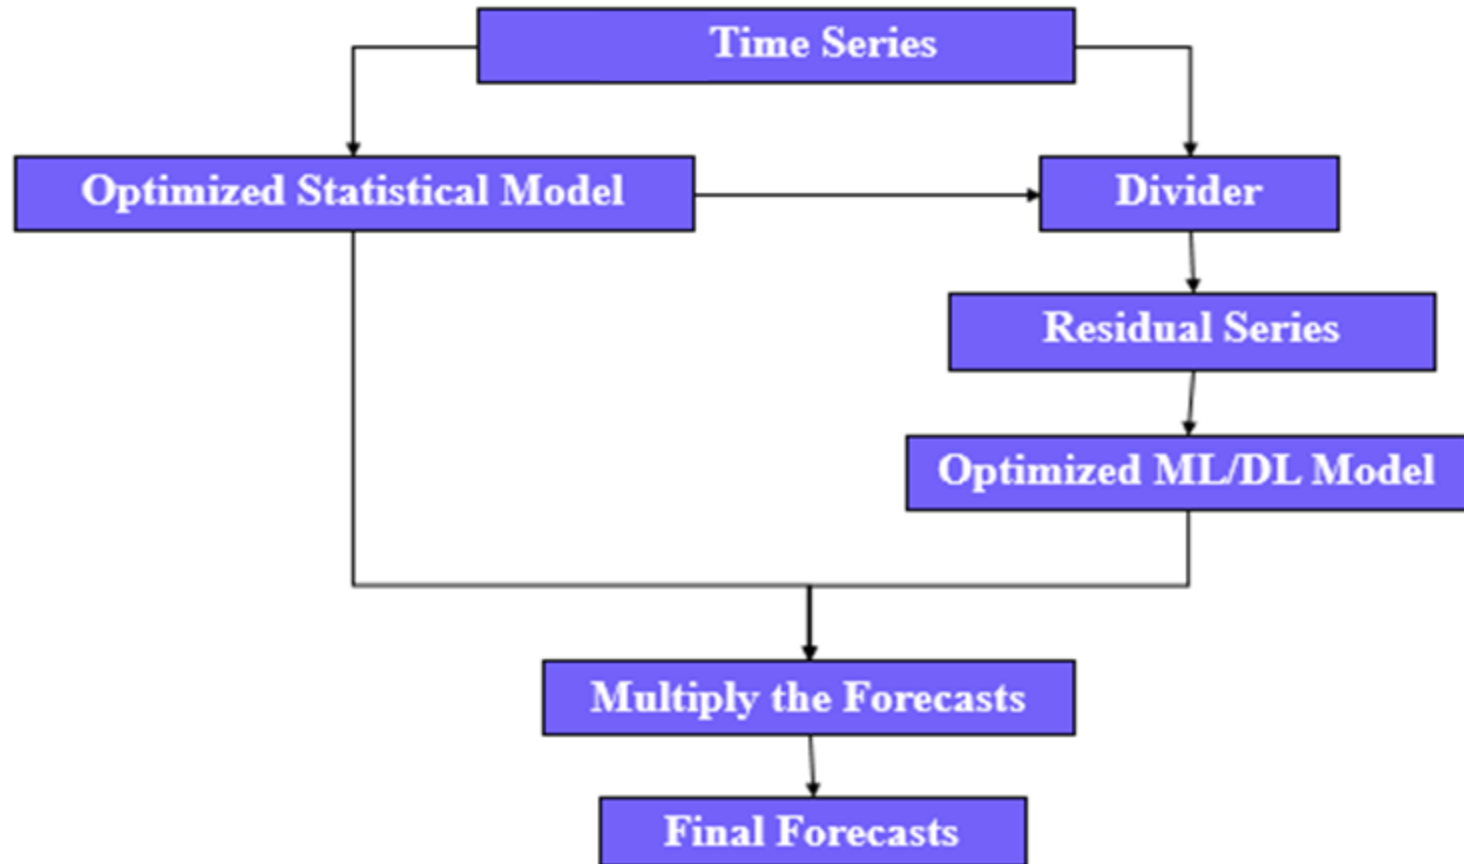 Time Series
Optimized Statistical Model
Divider
Residual Series
Optimized ML/DL Model
Multiply the Forecasts
Final Forecasts